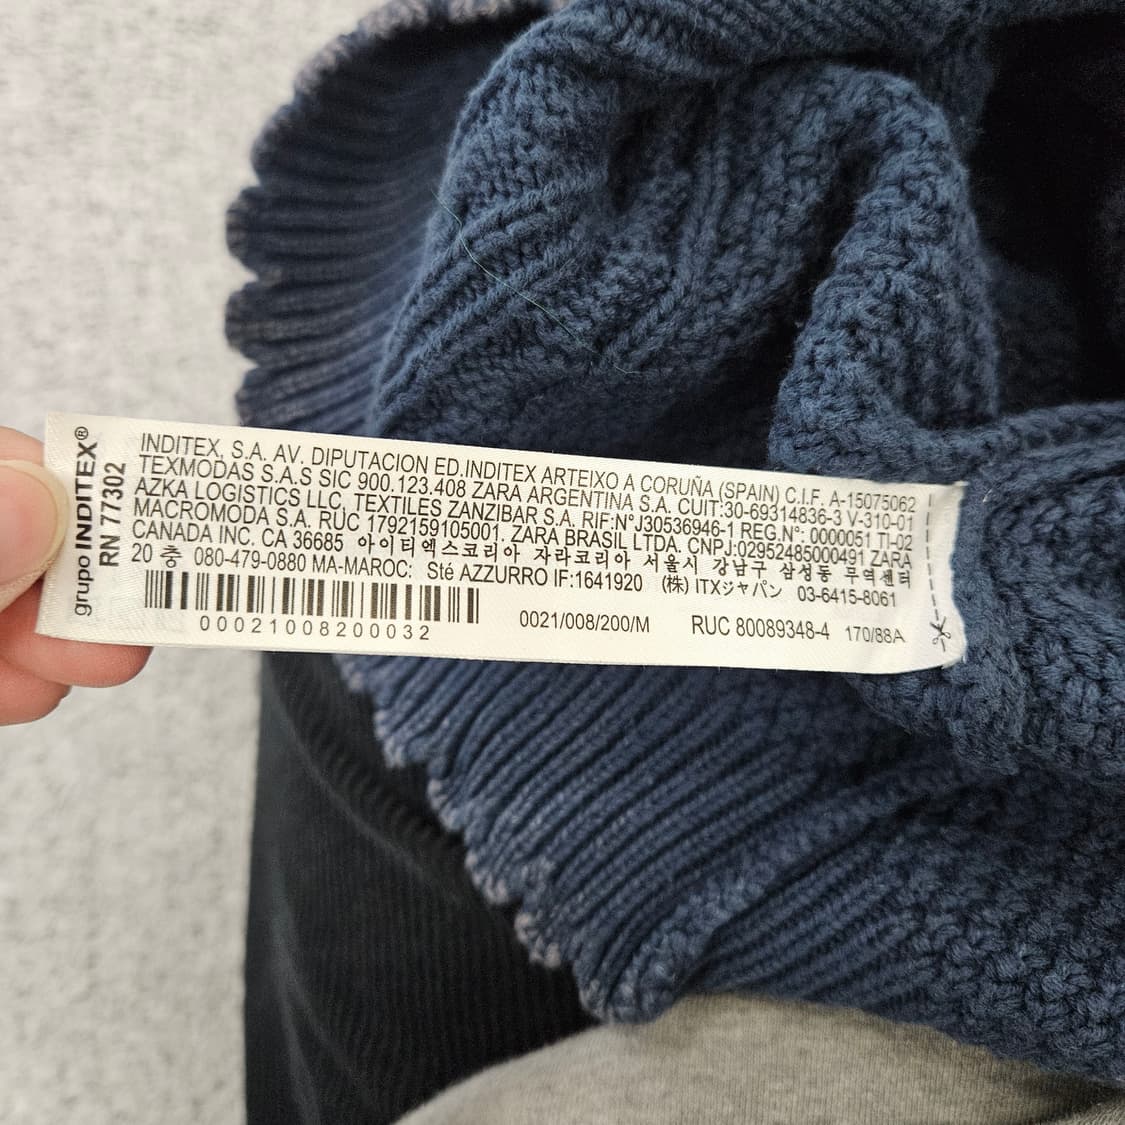 grupo INDITEX®
RN 77302
INDITEX, S.A. AV. DIPUTACION ED.INDITEX ARTEIXO A CORUÑA (SPAIN) C.I.F. A-15075062
TEXMODAS S.A.S SIC 900.123.408 ZARA ARGENTINA S.A. CUIT:30-69314836-3 V-310-01
AZKA LOGISTICS LLC, TEXTILES ZANZIBAR S.A. RIF:N°J30536946-1 REG.N°: 0000051 TI-02
MACROMODA S.A. RUC 1792159105001. ZARA BRASIL LTDA. CNPJ:02952485000491 ZARA
CANADA INC. CA 36685 아이티엑스코리아 자라코리아 서울시 강남구 삼성동 무역센터
20 층 080-479-0880 MA-MAROC: Sté AZZURRO IF:1641920 (株) ITXジャパン 03-6415-8061
00021008200032 0021/008/200/M RUC 80089348-4 170/88A